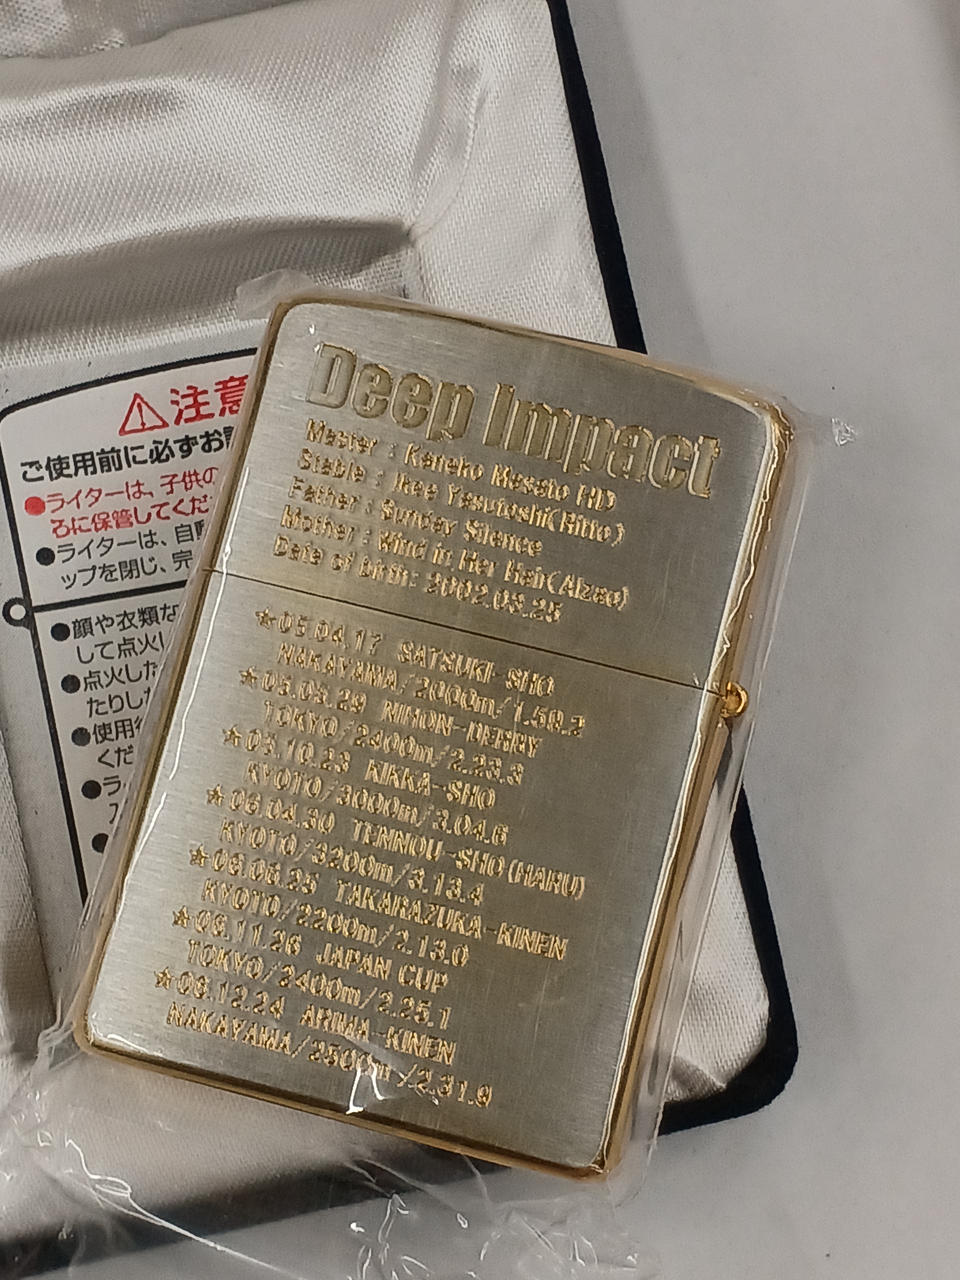 注意
ご使用前に必ずお
●ライターは、子供の
ろに保管してくだ
●ライターは、自動
ップを閉じ、完
●顔や衣類な
して点火し
●点火した
たりし
●使用後
くだ
Deep Impact
Master : Kaneko Masato HD
Stable : Ikee Yasutoshi(Ritto)
Father : Sunday Silence
Mother : Wind in Her Hair(Alzao)
Date of birth: 2002.03.25
★05.04.17 SATSUKI-SHO
NAKAYAMA/2000m/1.59.2
★05.05.29 NIHON-DERBY
TOKYO/2400m/2.23.3
★05.10.23 KIKKA-SHO
KYOTO/3000m/3.04.6
★06.04.30 TENNOU-SHO(HARU)
KYOTO/3200m/3.13.4
★06.06.25 TAKARAZUKA-KINEN
KYOTO/2200m/2.13.0
★06.11.26 JAPAN CUP
TOKYO/2400m/2.25.1
★06.12.24 ARIMA-KINEN
NAKAYAMA/2500m/2.31.9